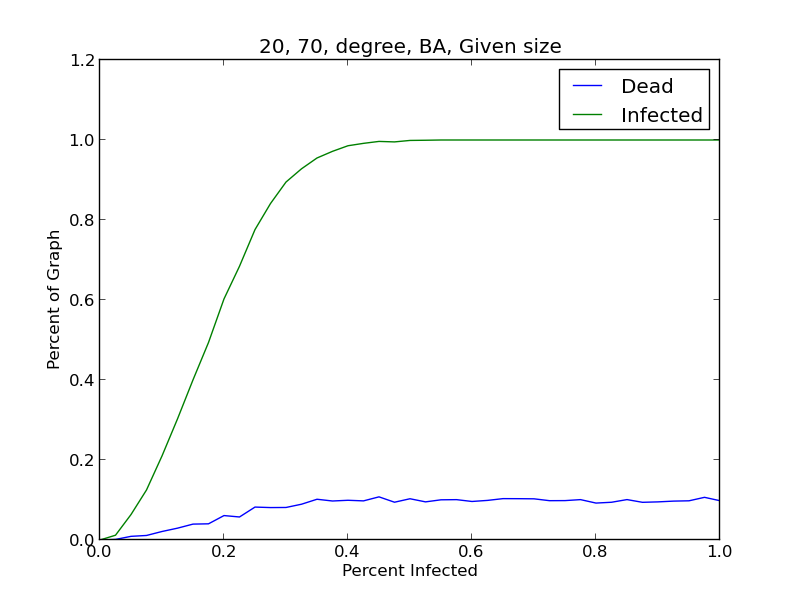 20, 70, degree, BA, Given size
1.2
Dead
Infected
1.0
0.8
0.6
0.4
0.2
0.0
Percent of Graph
0.0 0.2 0.4 0.6 0.8 1.0
Percent Infected